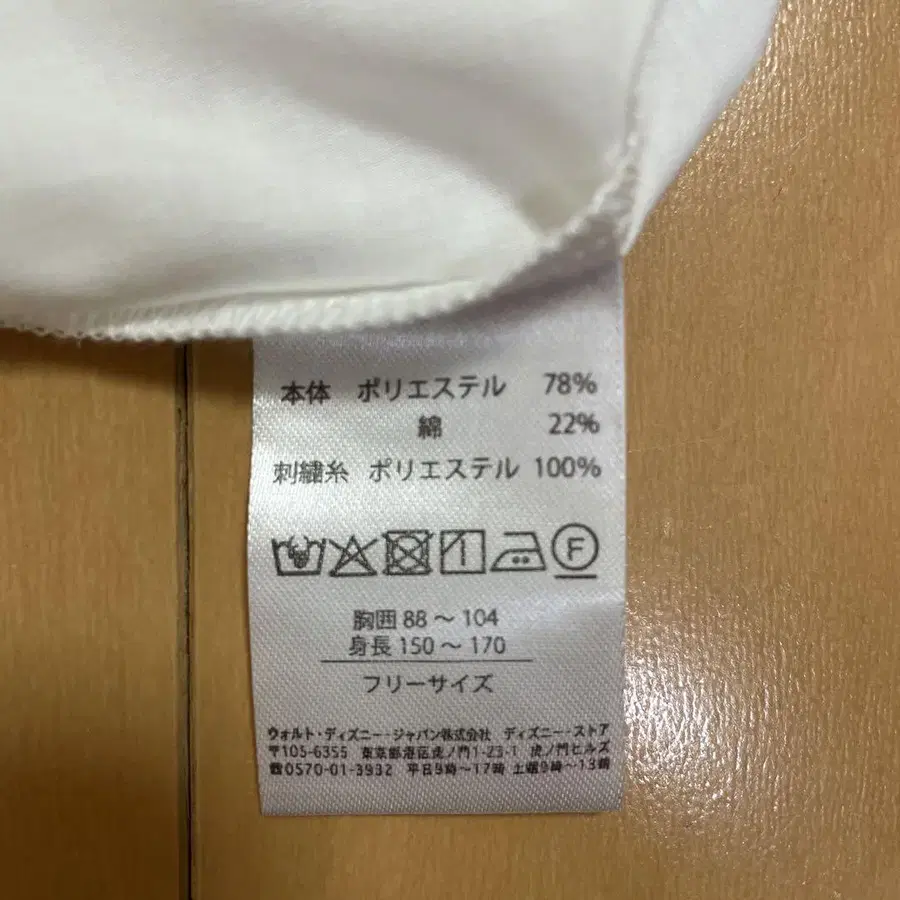 本体 ポリエステル 78%
綿 22%
刺繍糸 ポリエステル 100%
F
胸囲 88 ～ 104
身長 150 ～ 170
フリーサイズ
ウォルト・ディズニー・ジャパン株式会社 ディズニーストア
〒105-6355 東京都港区虎ノ門1-23-1 虎ノ門ヒルズ
☎0570-01-3932 平日9時～17時 土曜9時～13時